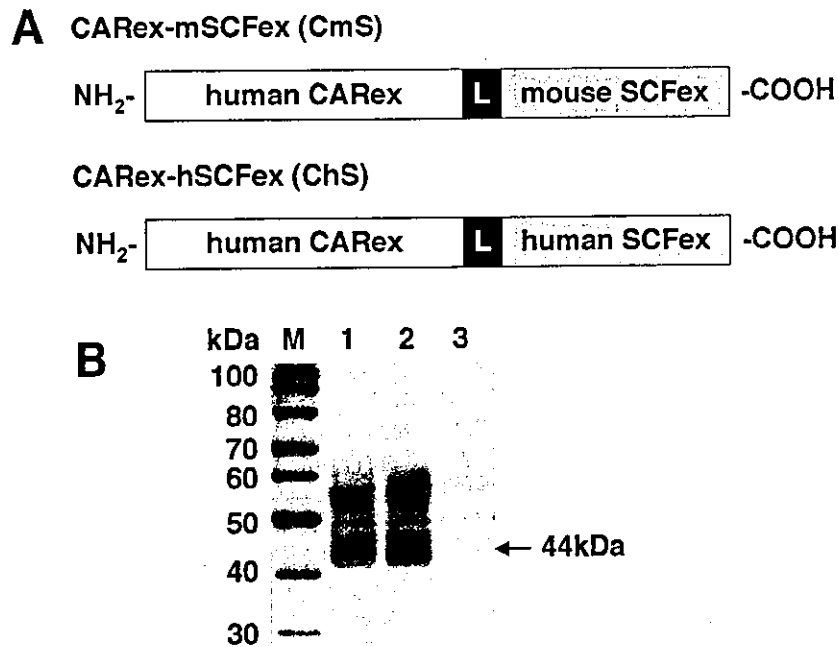 A CARex-mSCFex (CmS)
NH2- human CARex L mouse SCFex -COOH
CARex-hSCFex (ChS)
NH2- human CARex L human SCFex -COOH
B kDa M 1 2 3
100
80
70
60
50
← 44kDa
40
30